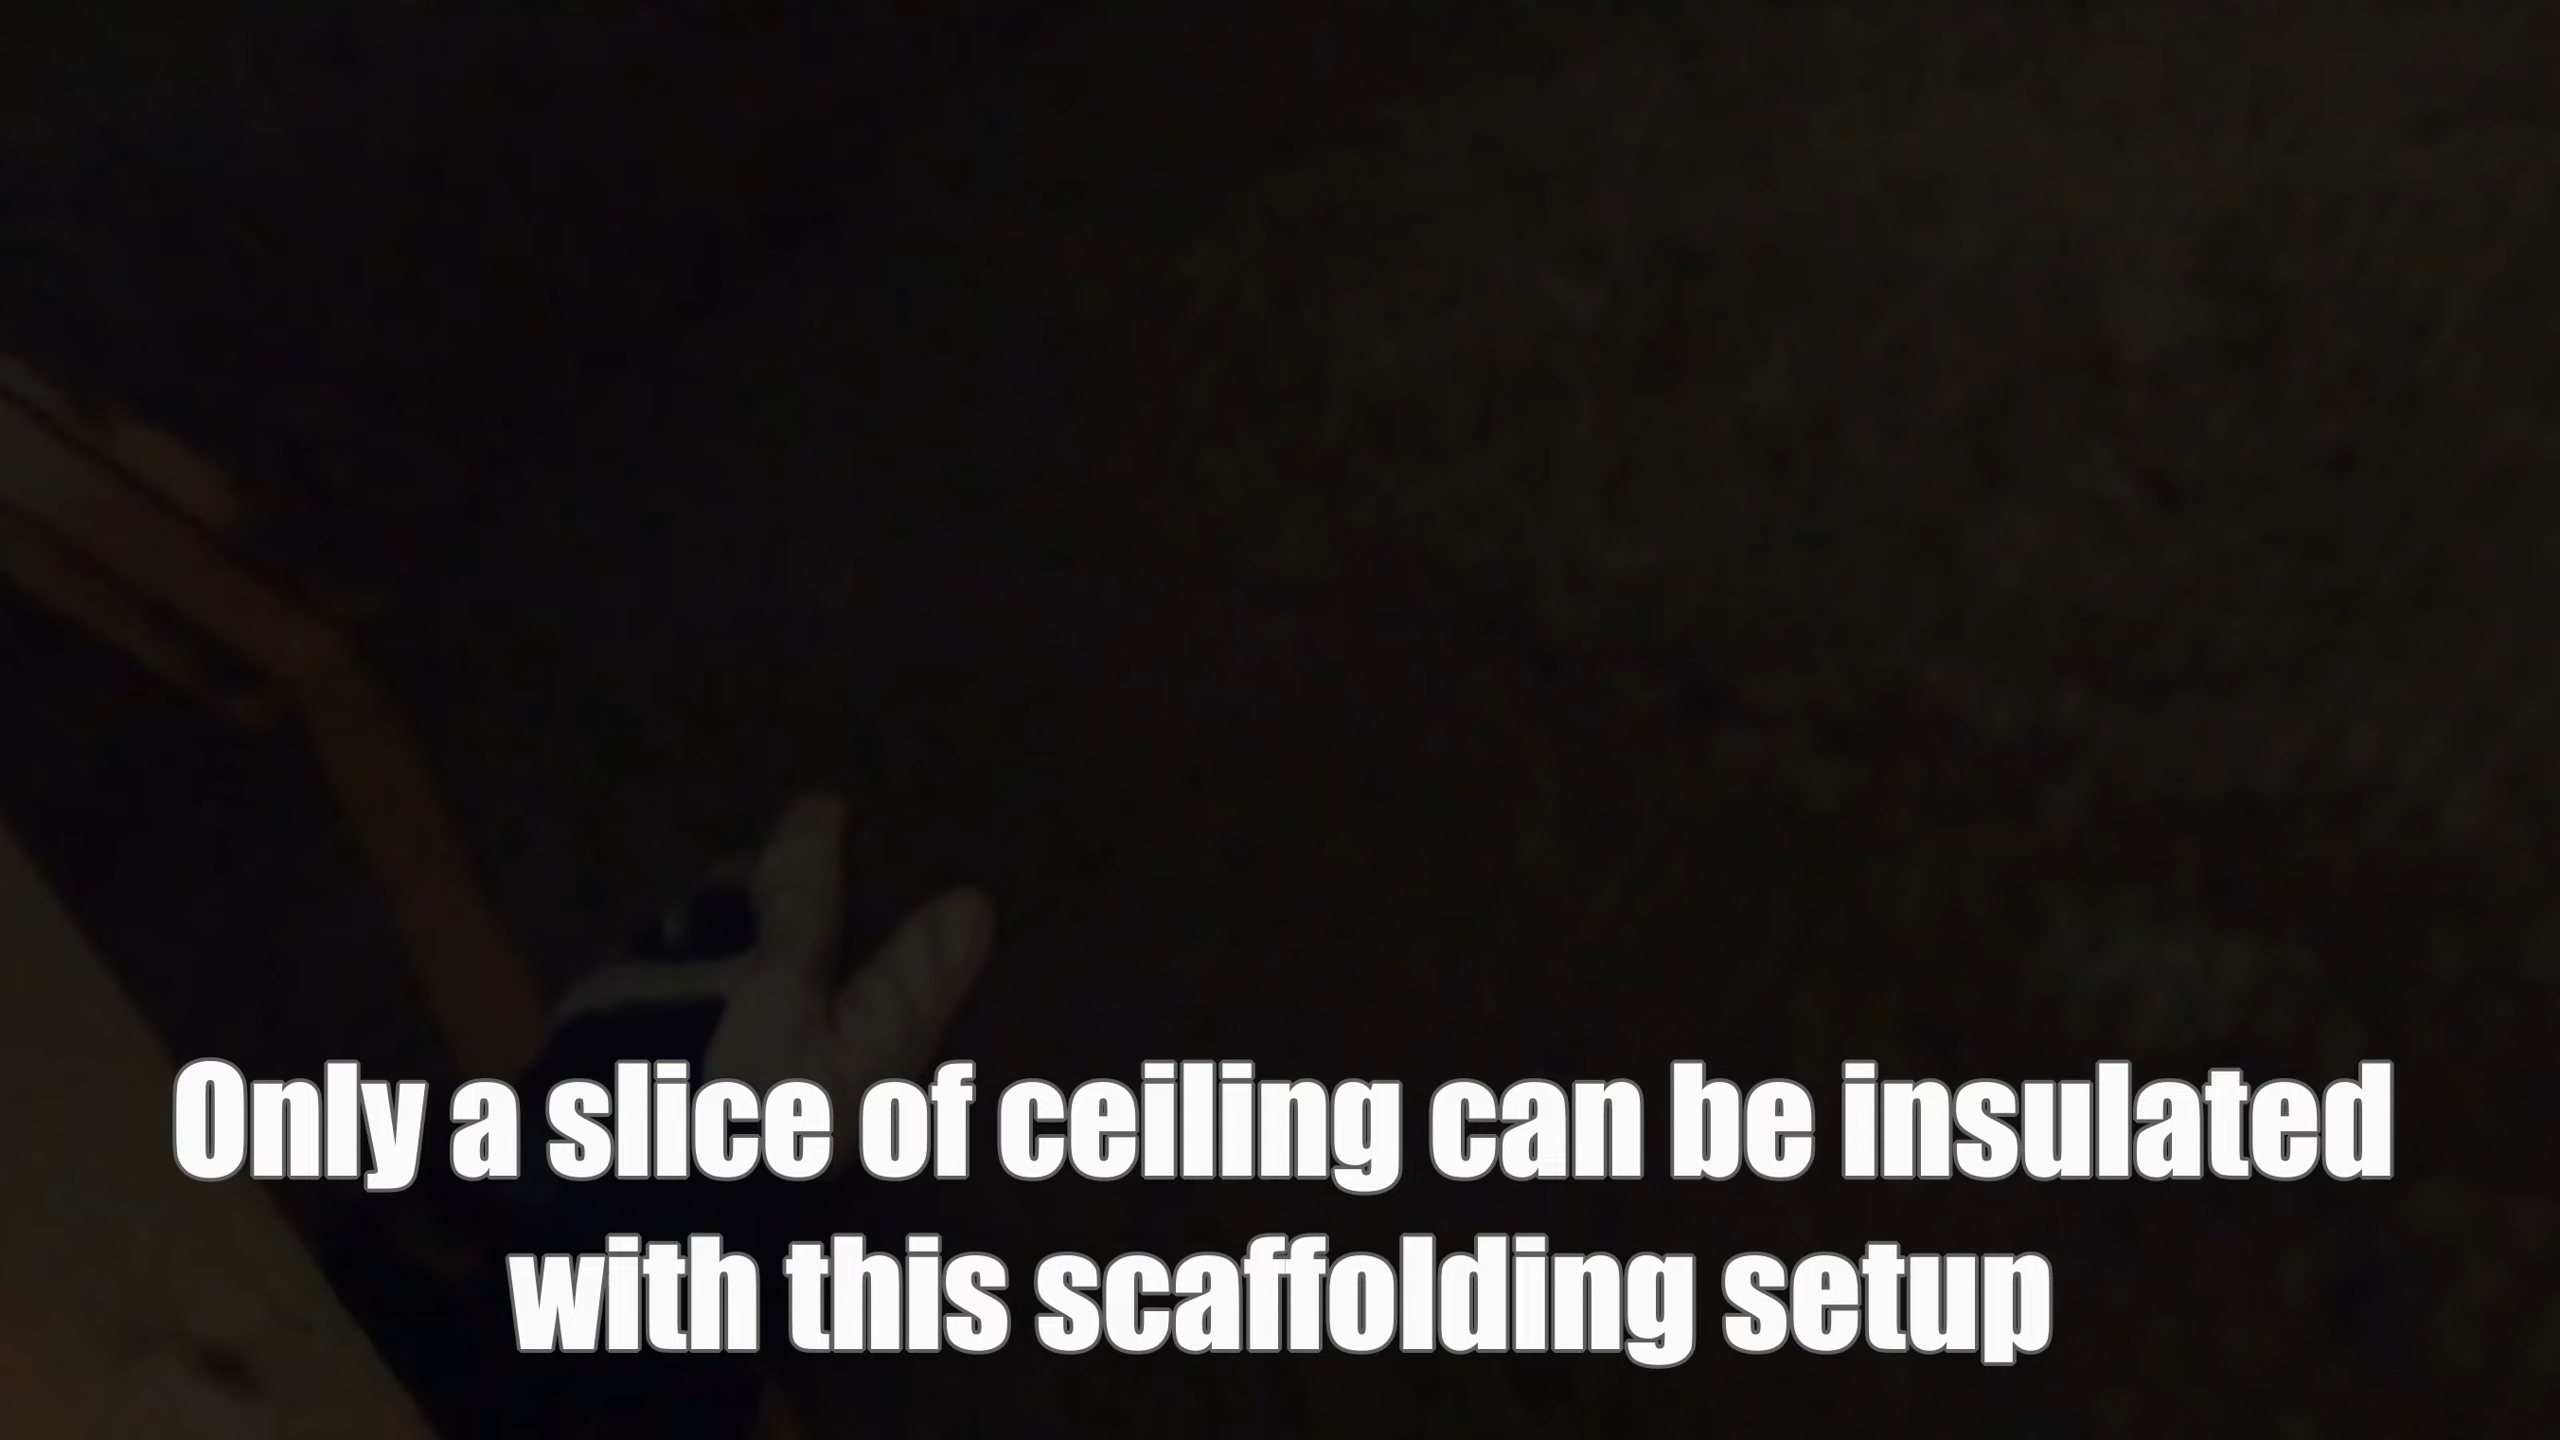 Only a slice of ceiling can be insulated
with this scaffolding setup